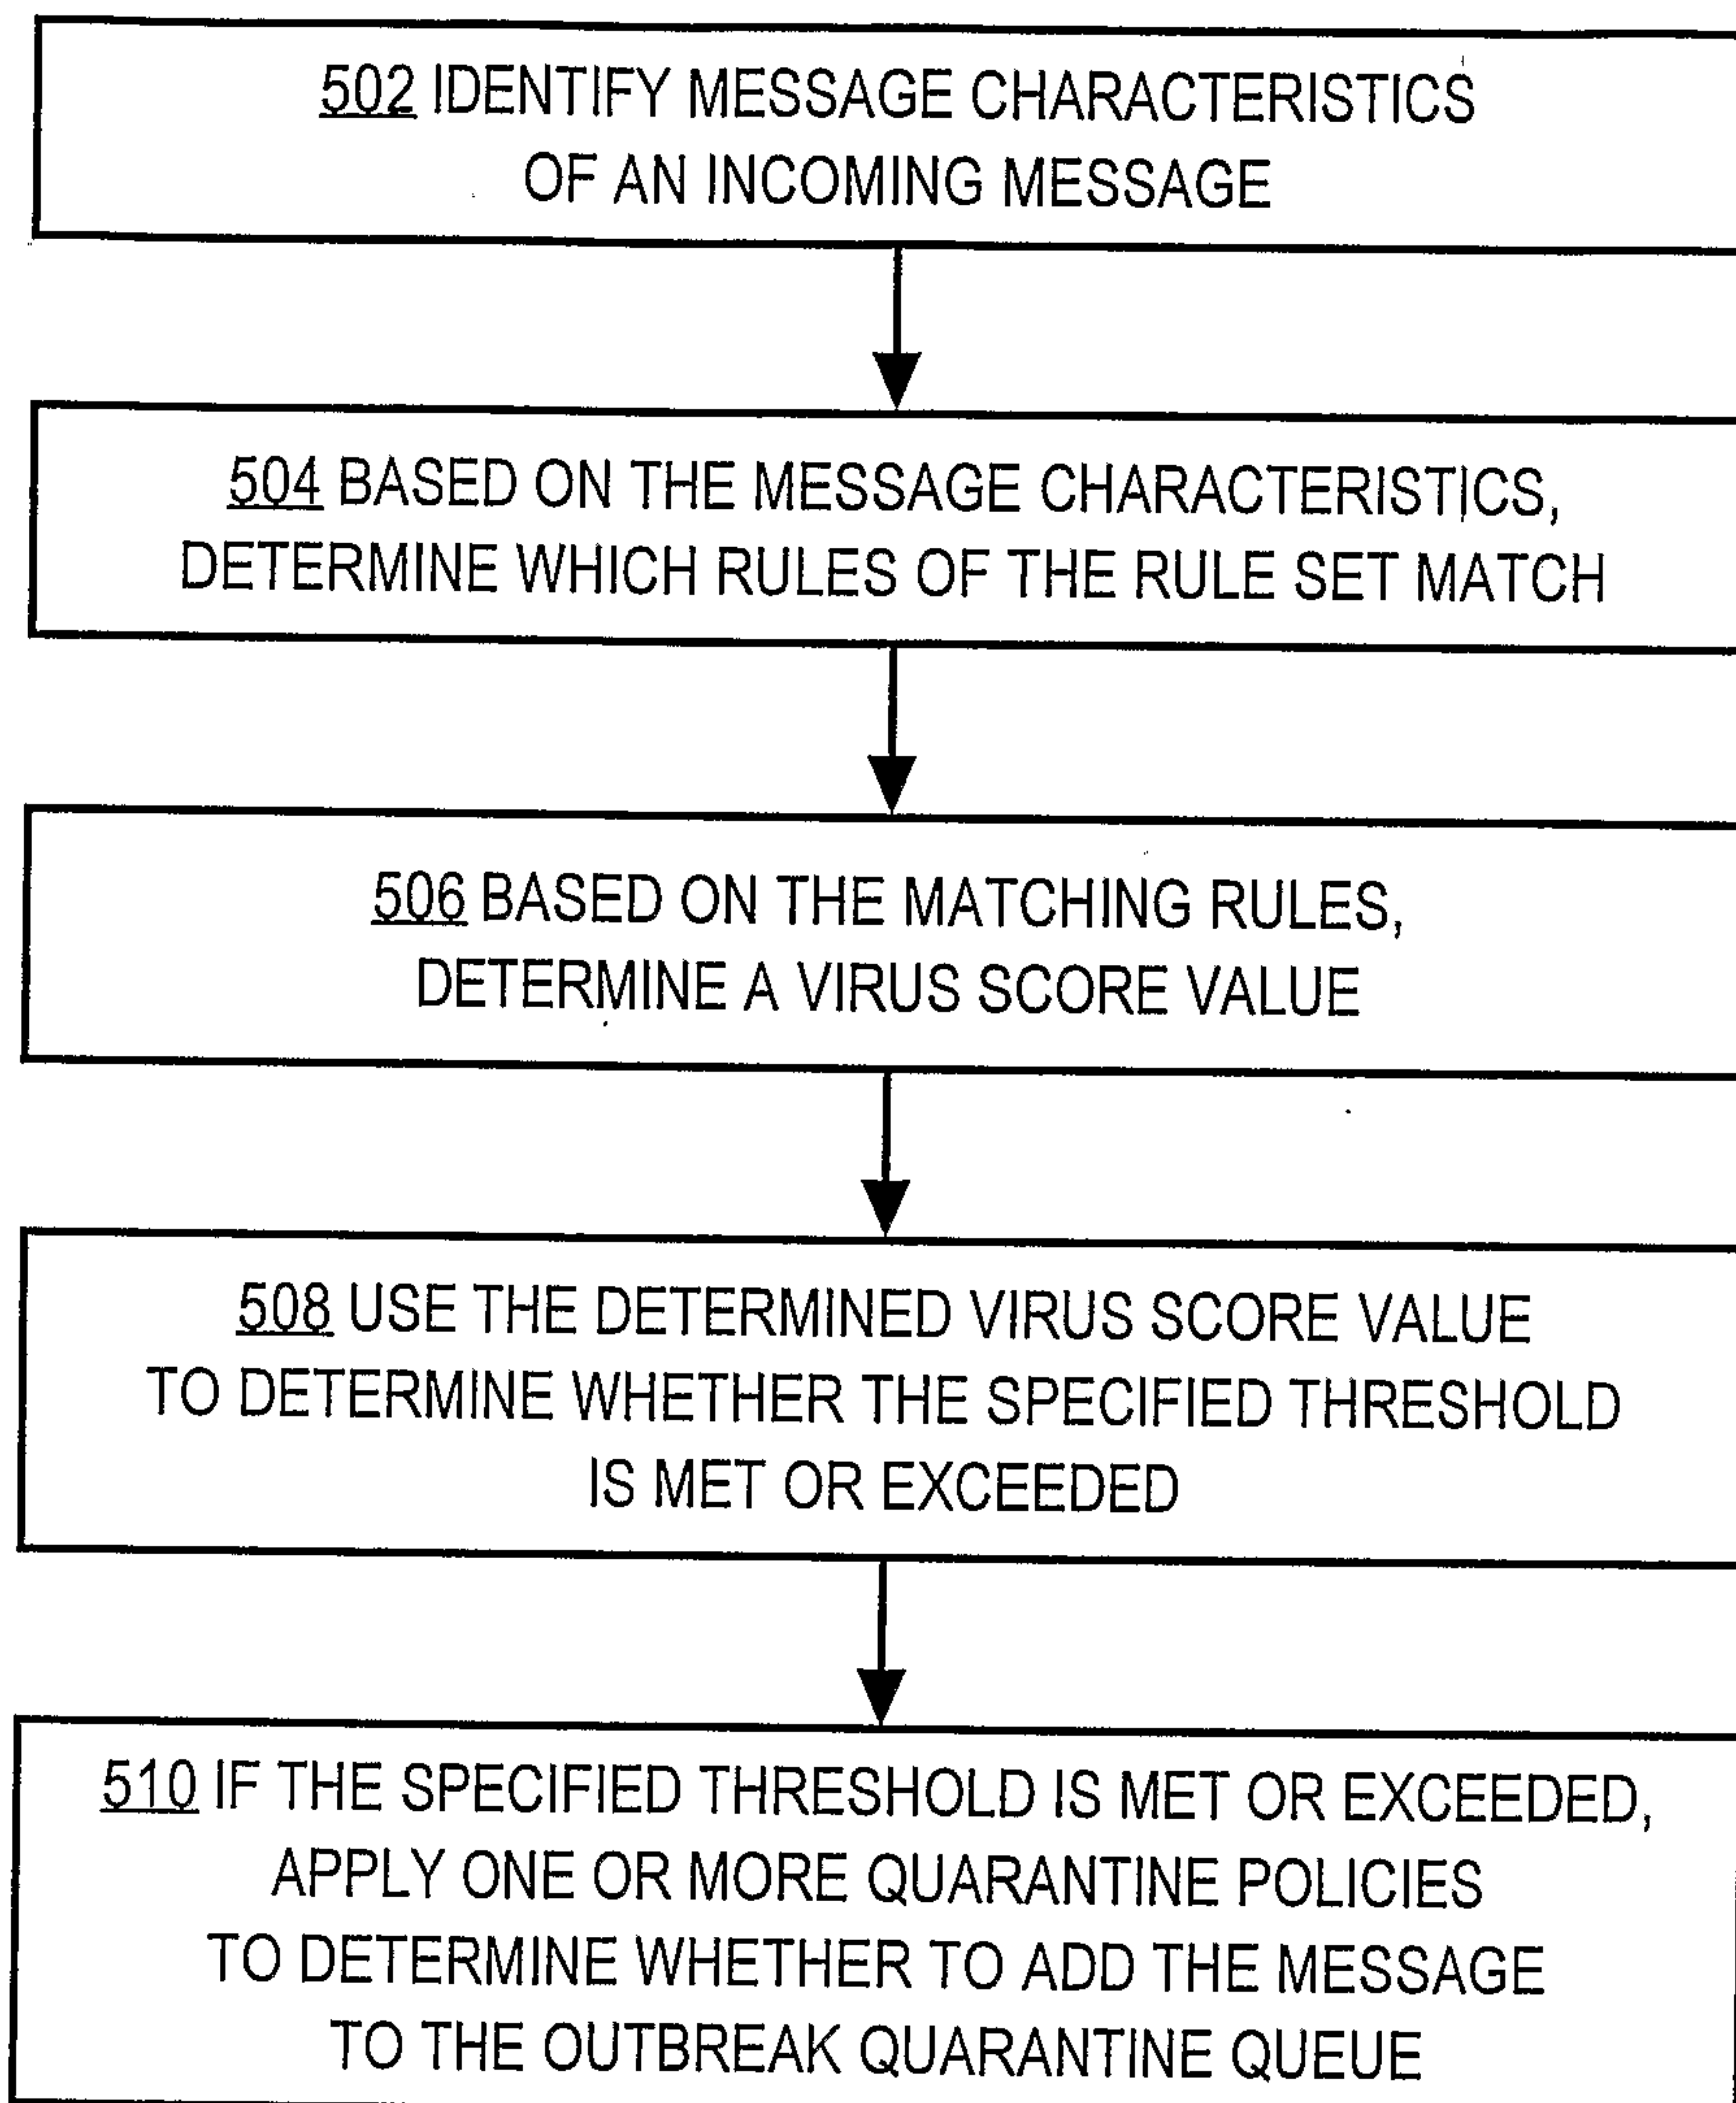 502 IDENTIFY MESSAGE CHARACTERISTICS
OF AN INCOMING MESSAGE
504 BASED ON THE MESSAGE CHARACTERISTICS,
DETERMINE WHICH RULES OF THE RULE SET MATCH
506 BASED ON THE MATCHING RULES,
DETERMINE A VIRUS SCORE VALUE
508 USE THE DETERMINED VIRUS SCORE VALUE
TO DETERMINE WHETHER THE SPECIFIED THRESHOLD
IS MET OR EXCEEDED
510 IF THE SPECIFIED THRESHOLD IS MET OR EXCEEDED,
APPLY ONE OR MORE QUARANTINE POLICIES
TO DETERMINE WHETHER TO ADD THE MESSAGE
TO THE OUTBREAK QUARANTINE QUEUE